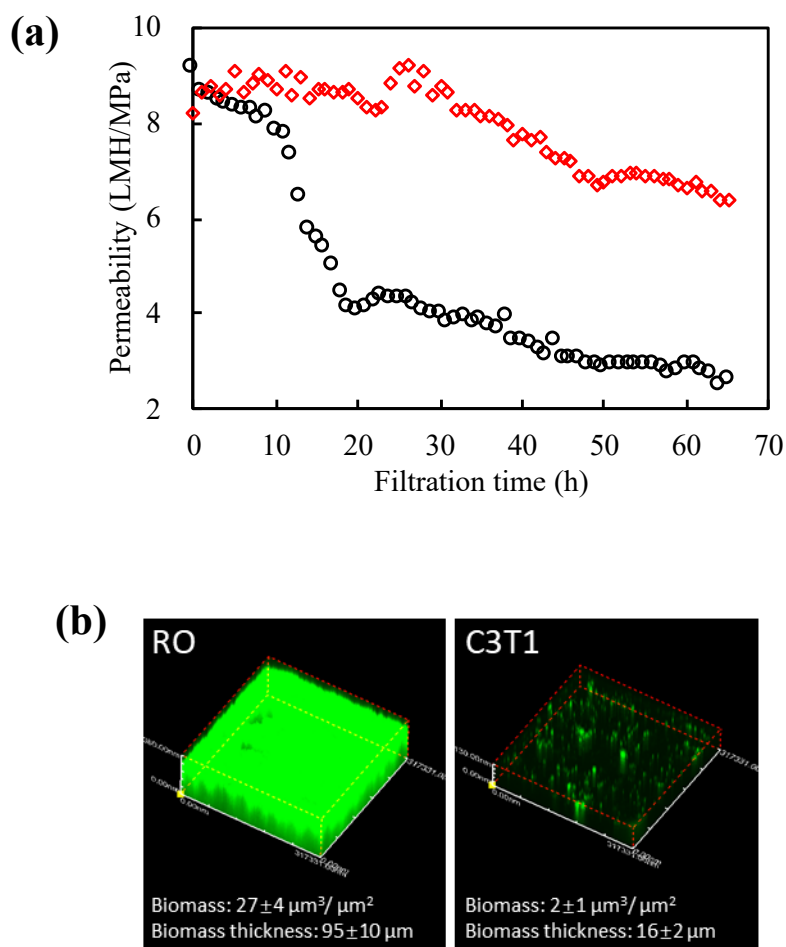 (a)
Permeability (LMH/MPa)
10
8
6
4
2
0 10 20 30 40 50 60 70
Filtration time (h)
(b)
RO
Biomass: 27±4 µm³/ µm²
Biomass thickness: 95±10 µm
C3T1
Biomass: 2±1 µm³/ µm²
Biomass thickness: 16±2 µm